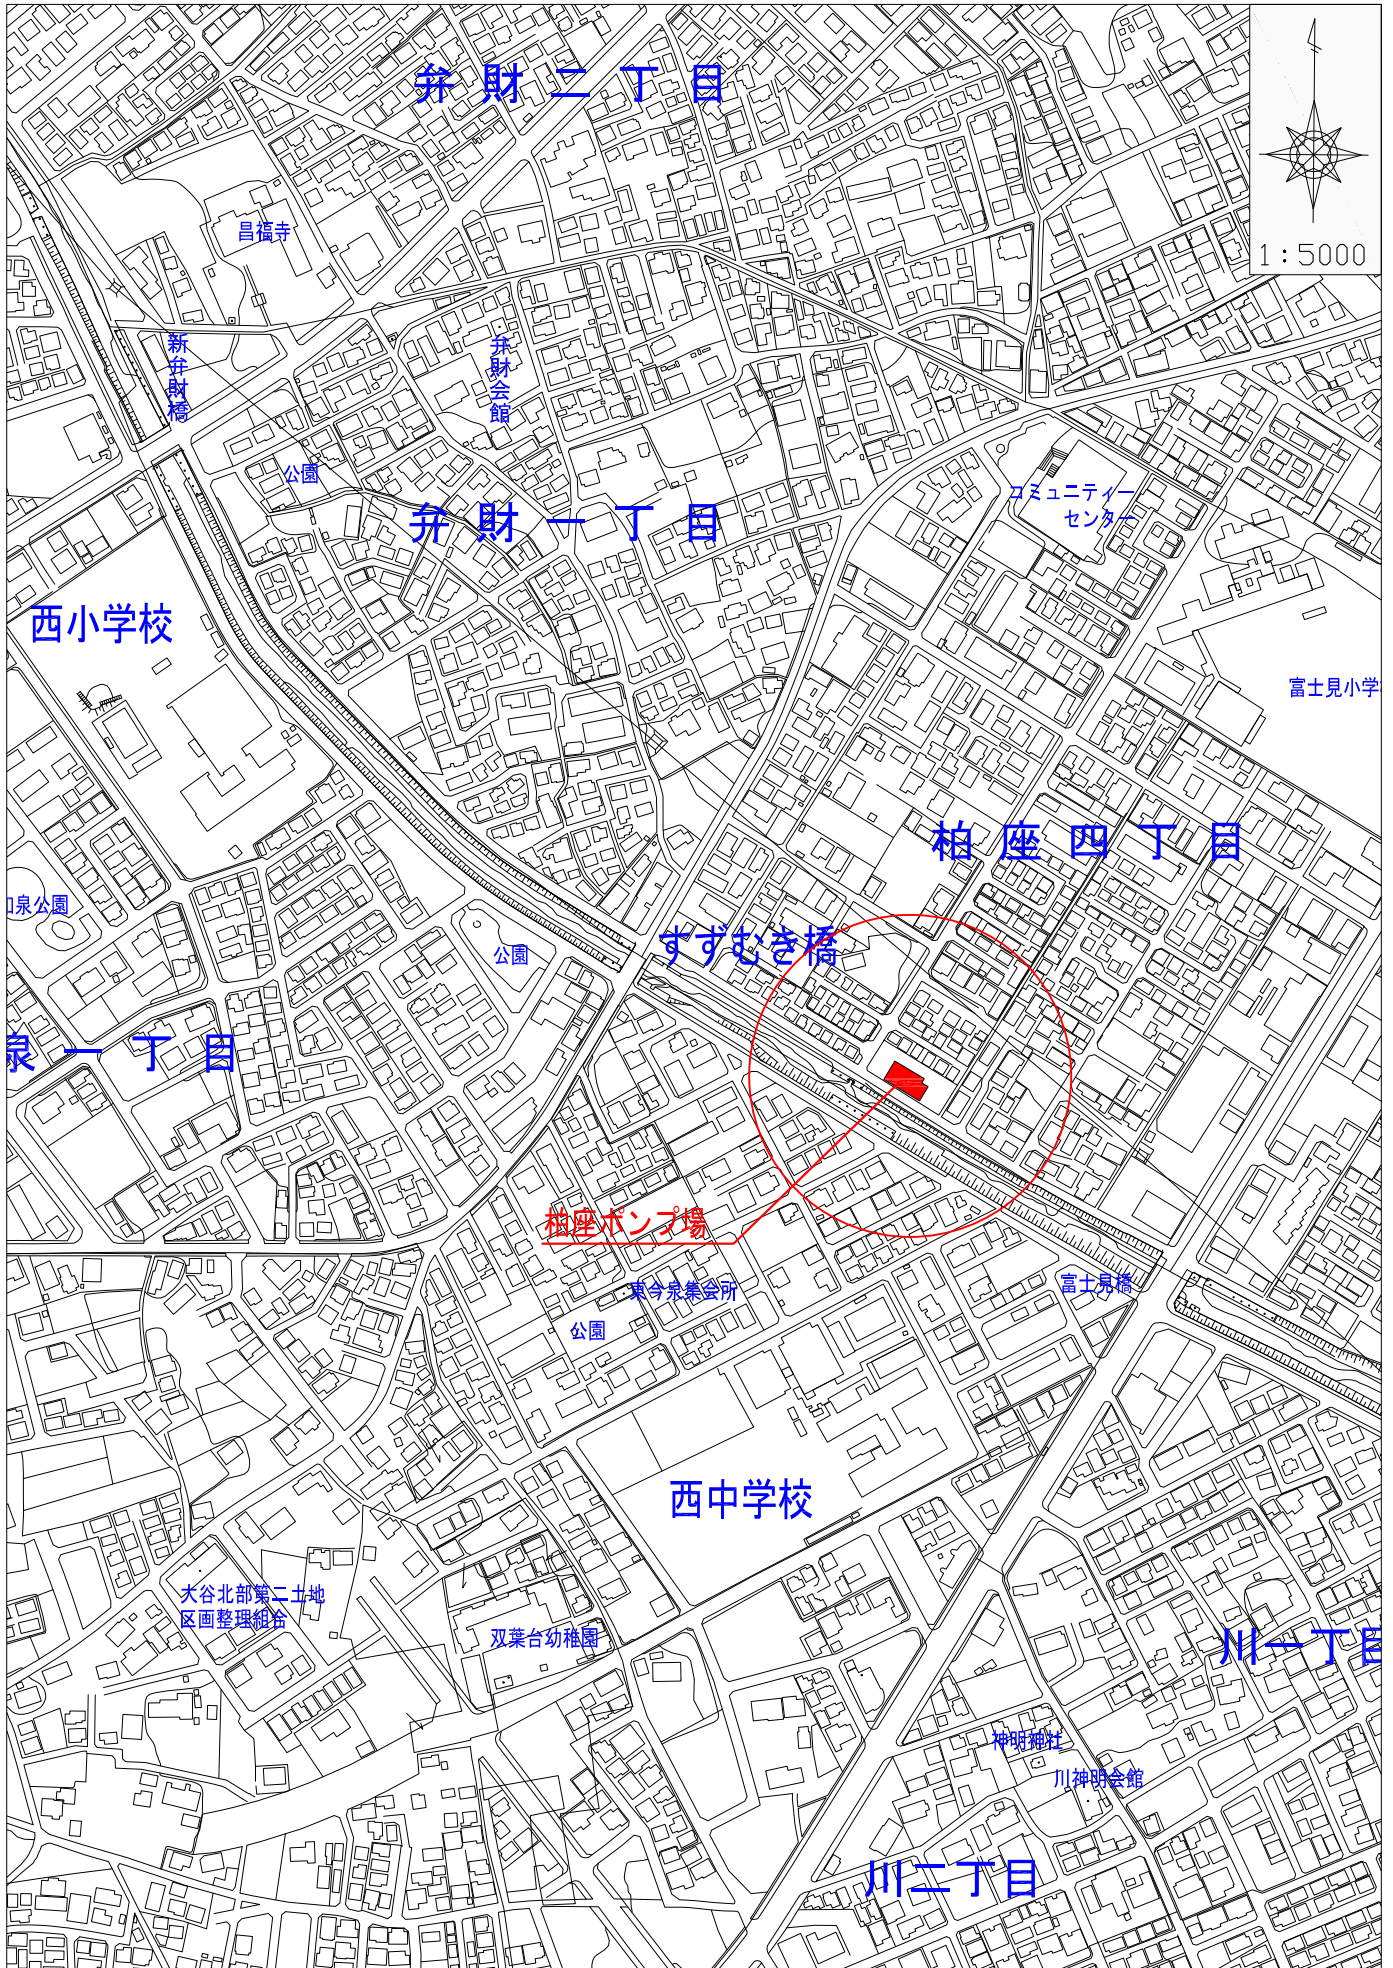 弁財二丁目
1:5000
昌福寺
新弁財橋
弁財会館
公園
コミュニティー
センター
弁財一丁目
西小学校
富士見小学
柏座四丁目
泉公園
公園
すずむき橋
泉一丁目
柏座ポンプ場
東今泉集会所
富士見橋
公園
西中学校
大谷北部第二土地
区画整理組合
双葉台幼稚園
川一丁目
神明神社
川神明会館
川二丁目